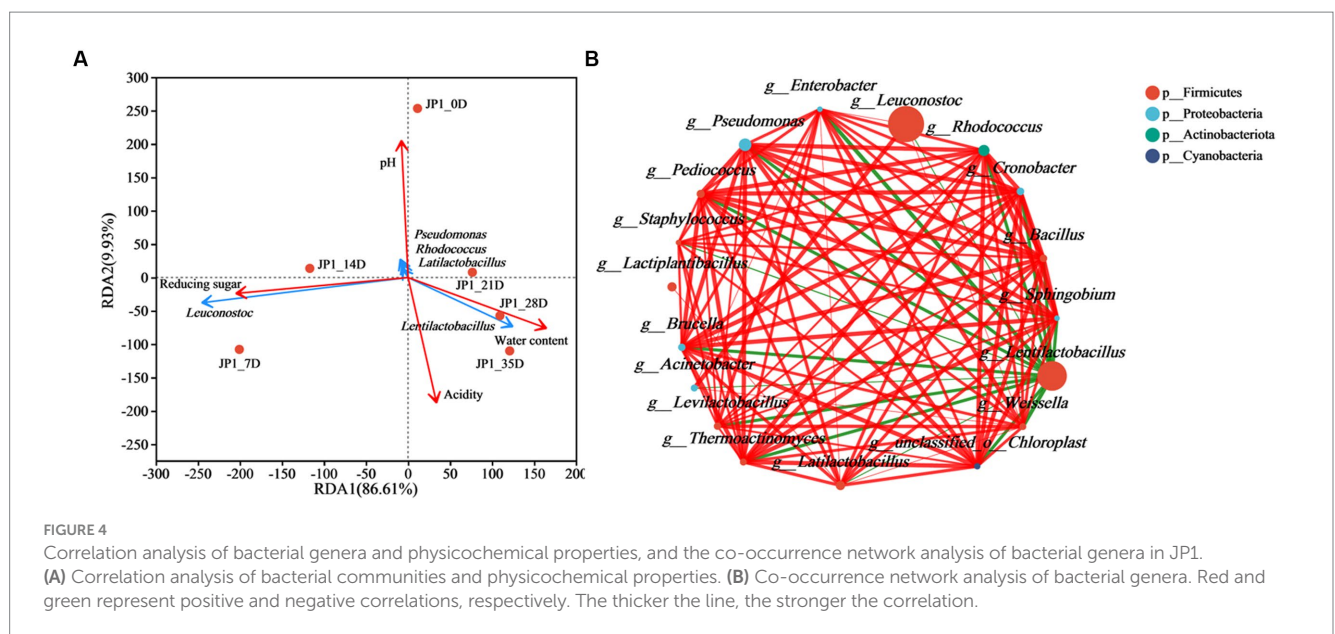 A
300
250
200
150
100
50
0
-50
-100
-150
-200
-250
RDA2(9.93%)
-300
-200
-100
0
50
100
150
200
RDA1(86.61%)
JP1_0D
pH
Pseudomonas
Rhodococcus
Latilactobacillus
JP1_14D
JP1_21D
Reducing sugar
Leuconostoc
JP1_28D
Lentilactobacillus
Water content
JP1_7D
JP1_35D
Acidity
B
g__Enterobacter
g__Leuconostoc
g__Pseudomonas
g__Rhodococcus
g__Pediococcus
g__Cronobacter
g__Staphylococcus
g__Bacillus
g__Lactiplantibacillus
g__Sphingobium
g__Brucella
g__Lentilactobacillus
g__Acinetobacter
g__Weissella
g__Levilactobacillus
g__Thermoactinomyces
g__unclassified_o__Chloroplast
g__Latilactobacillus
p__Firmicutes
p__Proteobacteria
p__Actinobacteriota
p__Cyanobacteria
FIGURE 4
Correlation analysis of bacterial genera and physicochemical properties, and the co-occurrence network analysis of bacterial genera in JP1.
(A) Correlation analysis of bacterial communities and physicochemical properties. (B) Co-occurrence network analysis of bacterial genera. Red and
green represent positive and negative correlations, respectively. The thicker the line, the stronger the correlation.